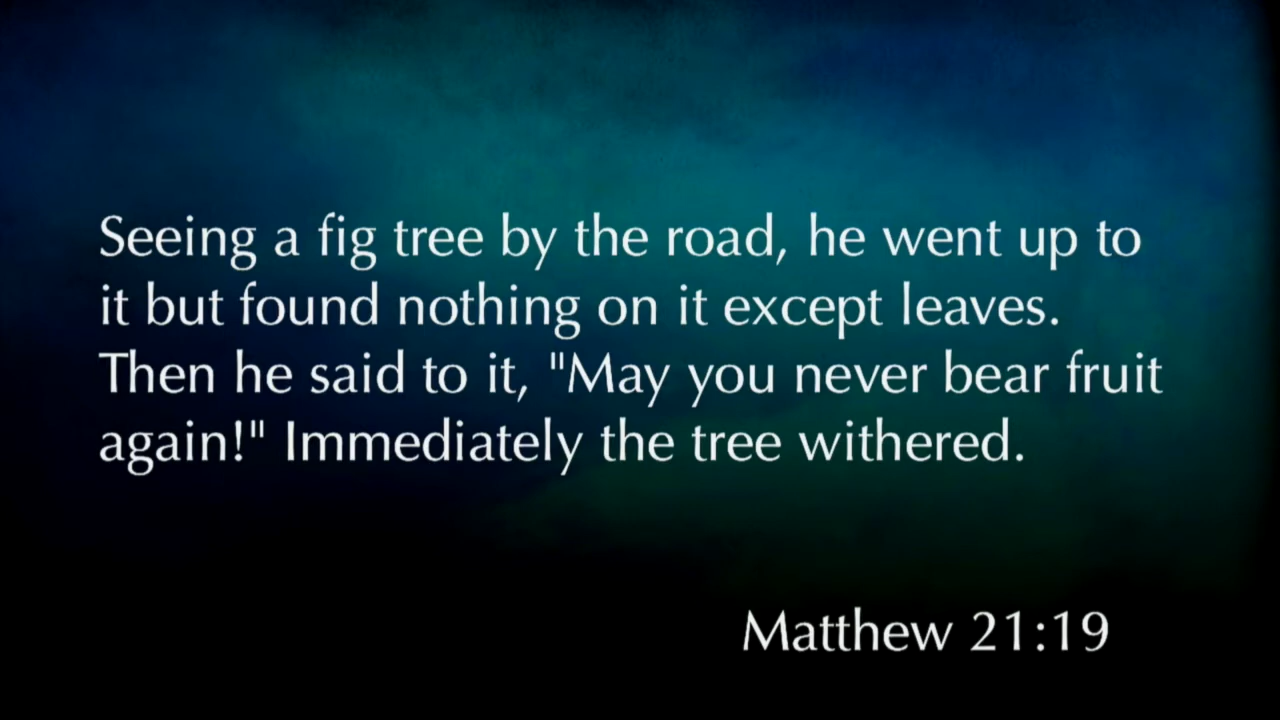 Seeing a fig tree by the road, he went up to
it but found nothing on it except leaves.
Then he said to it, "May you never bear fruit
again!" Immediately the tree withered.
Matthew 21:19